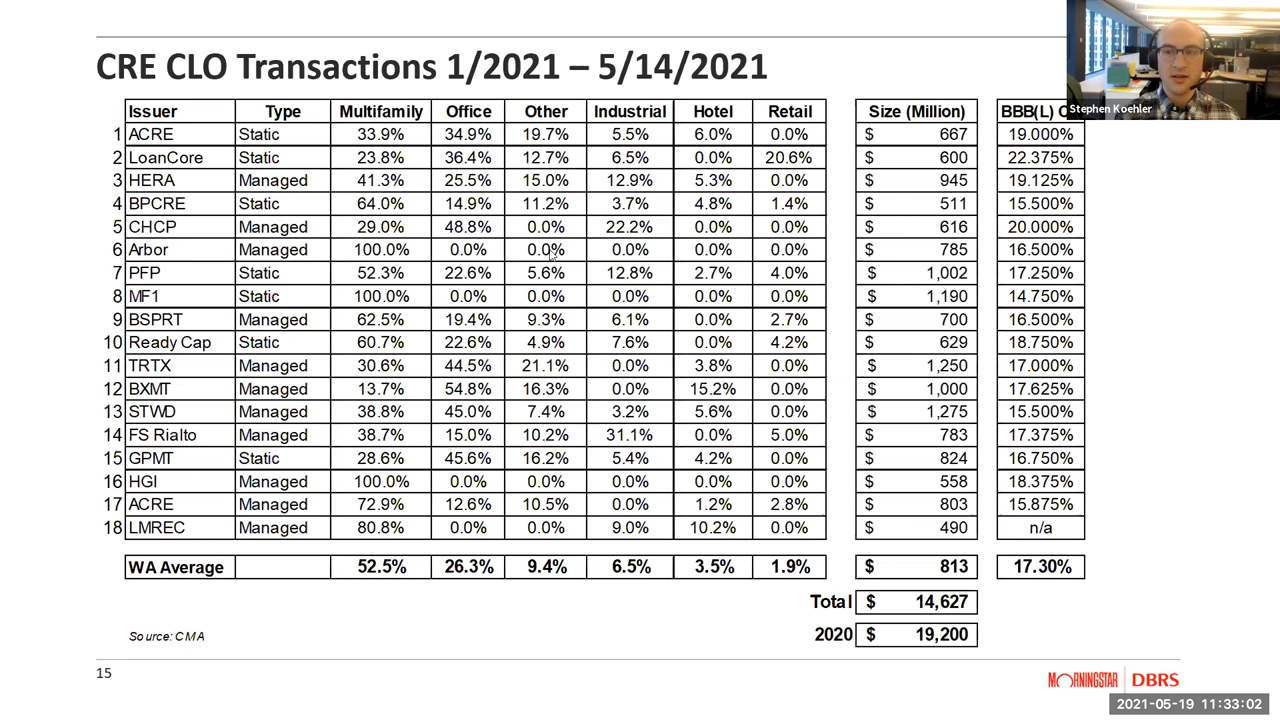 CRE CLO Transactions 1/2021 – 5/14/2021
Stephen Koehler
Issuer Type Multifamily Office Other Industrial Hotel Retail Size (Million) BBB(L)
1 ACRE Static 33.9% 34.9% 19.7% 5.5% 6.0% 0.0% $ 667 19.000%
2 LoanCore Static 23.8% 36.4% 12.7% 6.5% 0.0% 20.6% $ 600 22.375%
3 HERA Managed 41.3% 25.5% 15.0% 12.9% 5.3% 0.0% $ 945 19.125%
4 BPCRE Static 64.0% 14.9% 11.2% 3.7% 4.8% 1.4% $ 511 15.500%
5 CHCP Managed 29.0% 48.8% 0.0% 22.2% 0.0% 0.0% $ 616 20.000%
6 Arbor Managed 100.0% 0.0% 0.0% 0.0% 0.0% 0.0% $ 785 16.500%
7 PFP Static 52.3% 22.6% 5.6% 12.8% 2.7% 4.0% $ 1,002 17.250%
8 MF1 Static 100.0% 0.0% 0.0% 0.0% 0.0% 0.0% $ 1,190 14.750%
9 BSPRT Managed 62.5% 19.4% 9.3% 6.1% 0.0% 2.7% $ 700 16.500%
10 Ready Cap Static 60.7% 22.6% 4.9% 7.6% 0.0% 4.2% $ 629 18.750%
11 TRTX Managed 30.6% 44.5% 21.1% 0.0% 3.8% 0.0% $ 1,250 17.000%
12 BXMT Managed 13.7% 54.8% 16.3% 0.0% 15.2% 0.0% $ 1,000 17.625%
13 STWD Managed 38.8% 45.0% 7.4% 3.2% 5.6% 0.0% $ 1,275 15.500%
14 FS Rialto Managed 38.7% 15.0% 10.2% 31.1% 0.0% 5.0% $ 783 17.375%
15 GPMT Static 28.6% 45.6% 16.2% 5.4% 4.2% 0.0% $ 824 16.750%
16 HGI Managed 100.0% 0.0% 0.0% 0.0% 0.0% 0.0% $ 558 18.375%
17 ACRE Managed 72.9% 12.6% 10.5% 0.0% 1.2% 2.8% $ 803 15.875%
18 LMREC Managed 80.8% 0.0% 0.0% 9.0% 10.2% 0.0% $ 490 n/a
WA Average 52.5% 26.3% 9.4% 6.5% 3.5% 1.9% $ 813 17.30%
Total $ 14,627
2020 $ 19,200
Source: CMA
15
MORNINGSTAR DBRS
2021-05-19 11:33:02